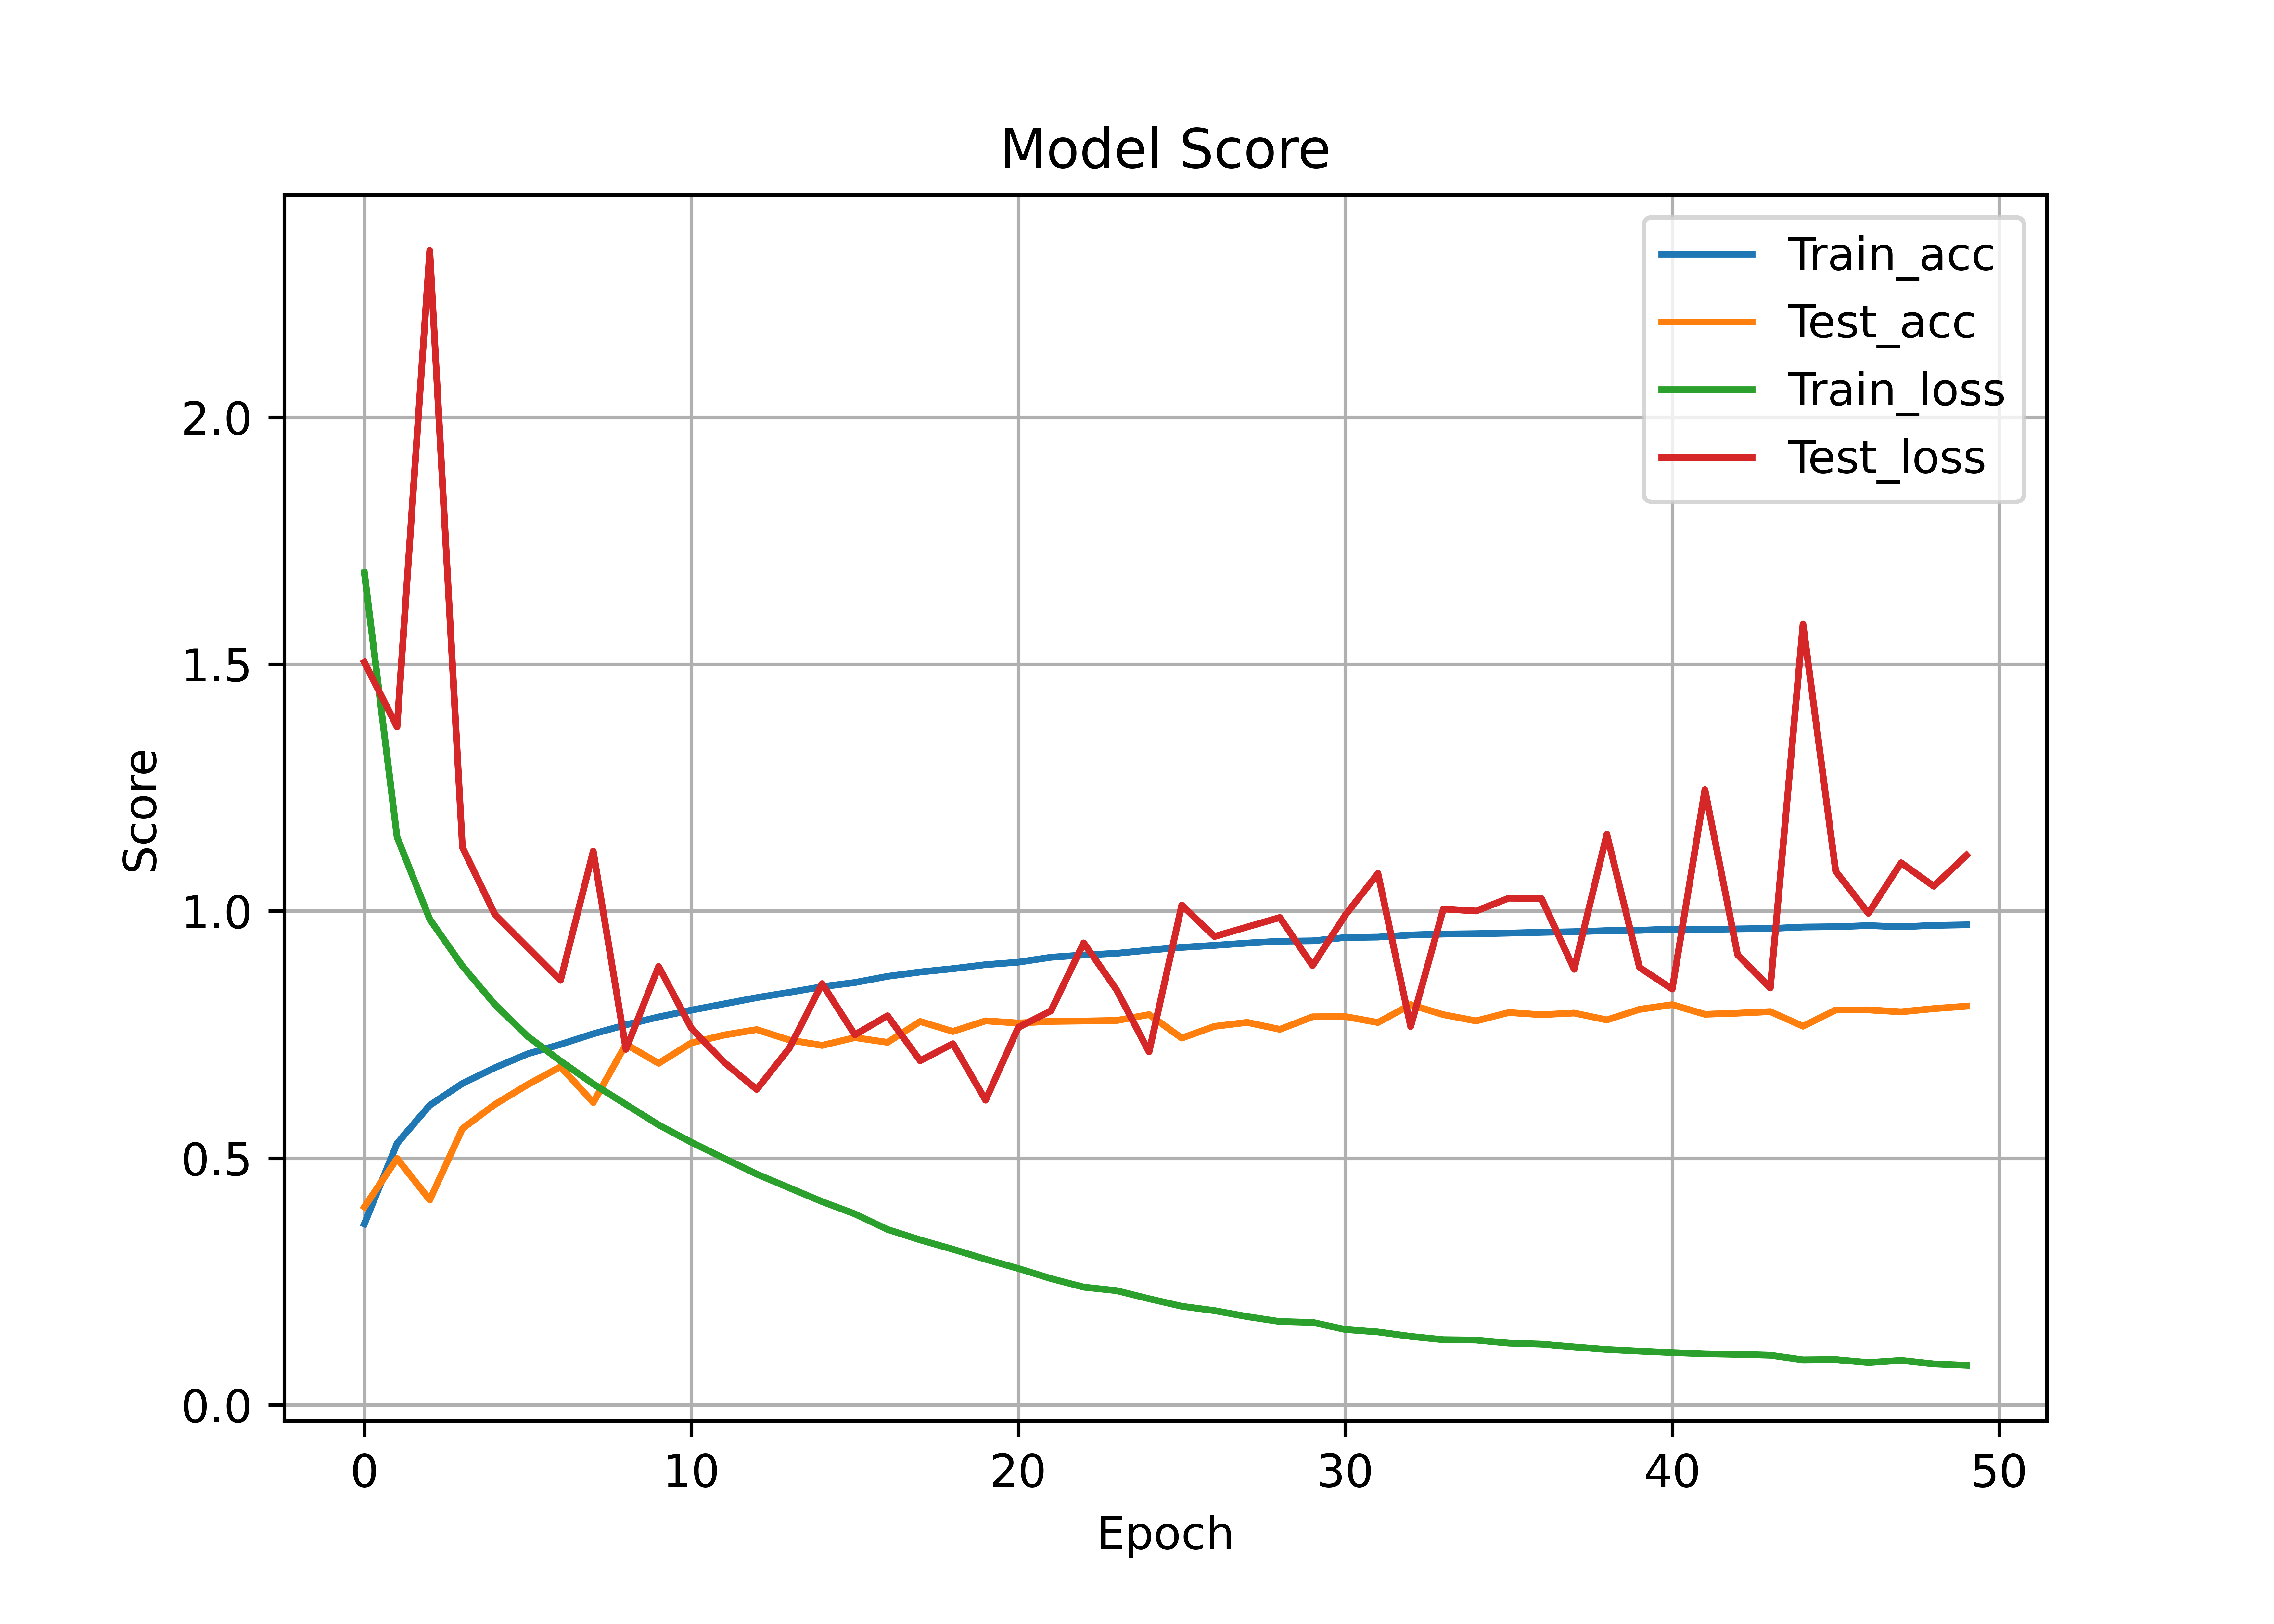 Model Score
Train_acc
Test_acc
Train_loss
Test_loss
2.0
1.5
1.0
0.5
0.0
Score
0 10 20 30 40 50
Epoch